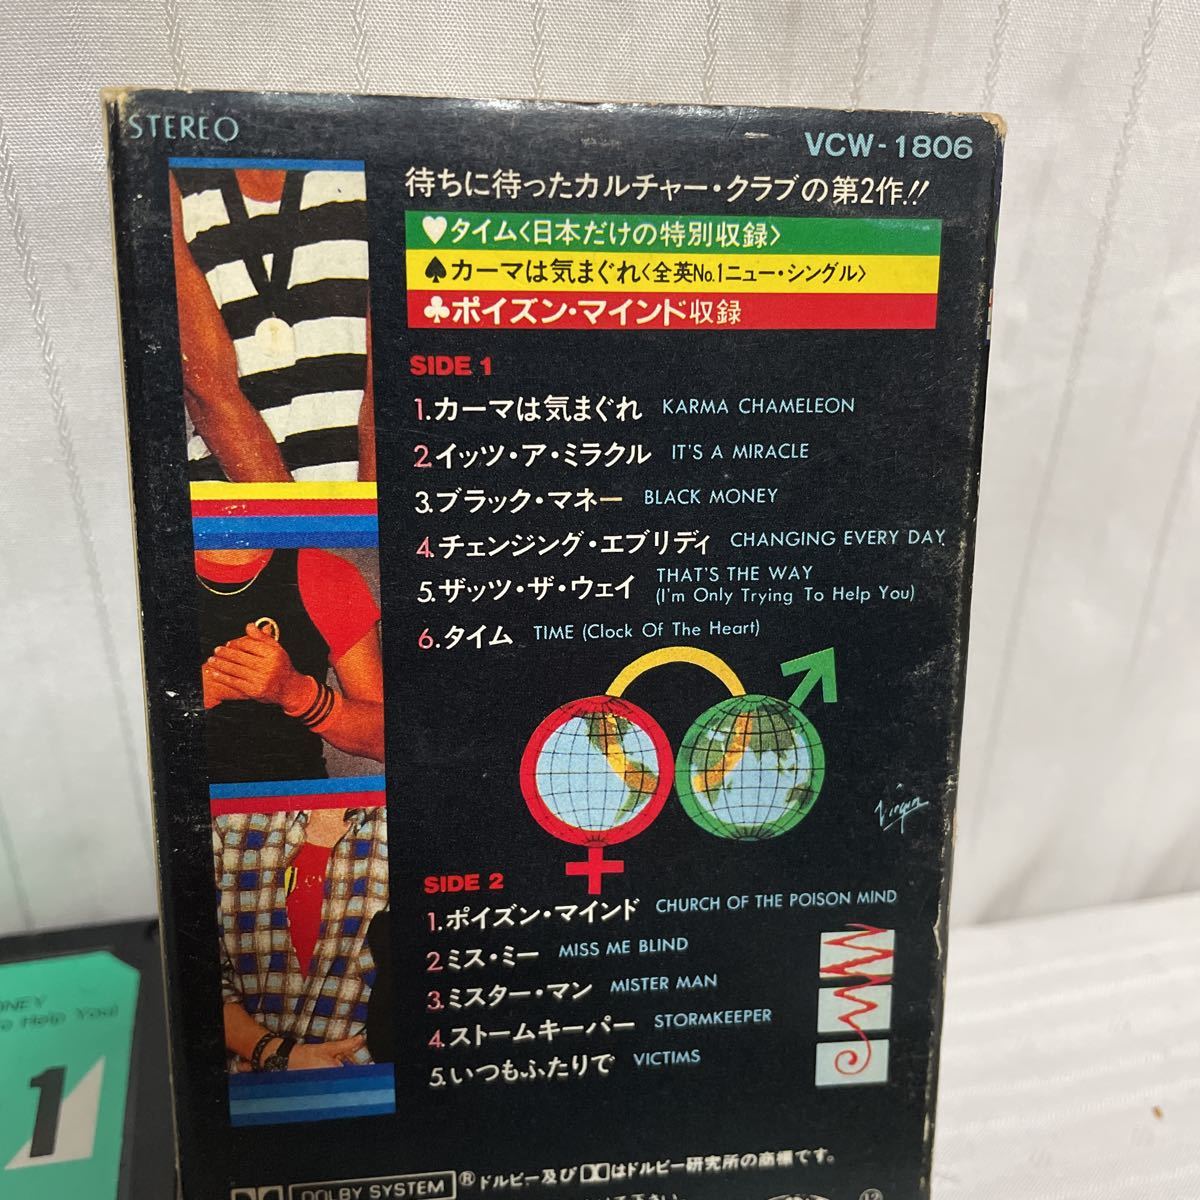 STEREO
VCW-1806
待ちに待ったカルチャー・クラブの第2作!!
♥タイム〈日本だけの特別収録〉
♠カーマは気まぐれ〈全英No.1ニュー・シングル〉
♣ポイズン・マインド収録
SIDE 1
1.カーマは気まぐれ KARMA CHAMELEON
2.イッツ・ア・ミラクル IT'S A MIRACLE
3.ブラック・マネー BLACK MONEY
4.チェンジング・エブリディ CHANGING EVERY DAY
5.ザッツ・ザ・ウェイ THAT'S THE WAY
(I'm Only Trying To Help You)
6.タイム TIME (Clock Of The Heart)
Virgin
SIDE 2
1.ポイズン・マインド CHURCH OF THE POISON MIND
2.ミス・ミー MISS ME BLIND
3.ミスター・マン MISTER MAN
4.ストームキーパー STORMKEEPER
5.いつもふたりで VICTIMS
®ドルビー及びDDはドルビー研究所の商標です。
DOLBY SYSTEM
Help You)
1